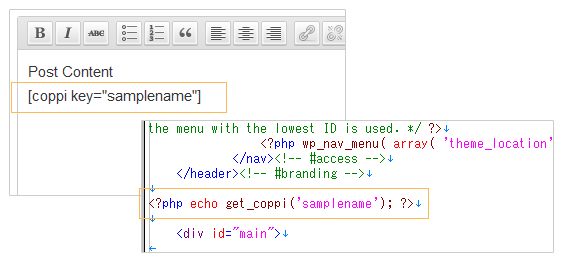 B I ABC
Post Content
[coppi key="samplename"]
the menu with the lowest ID is used. */ ?>↓
<?php wp_nav_menu( array( 'theme_location'
</nav><!-- #access -->↓
</header><!-- #branding -->↓
↓
<?php echo get_coppi('samplename'); ?>↓
↓
<div id="main">↓
←